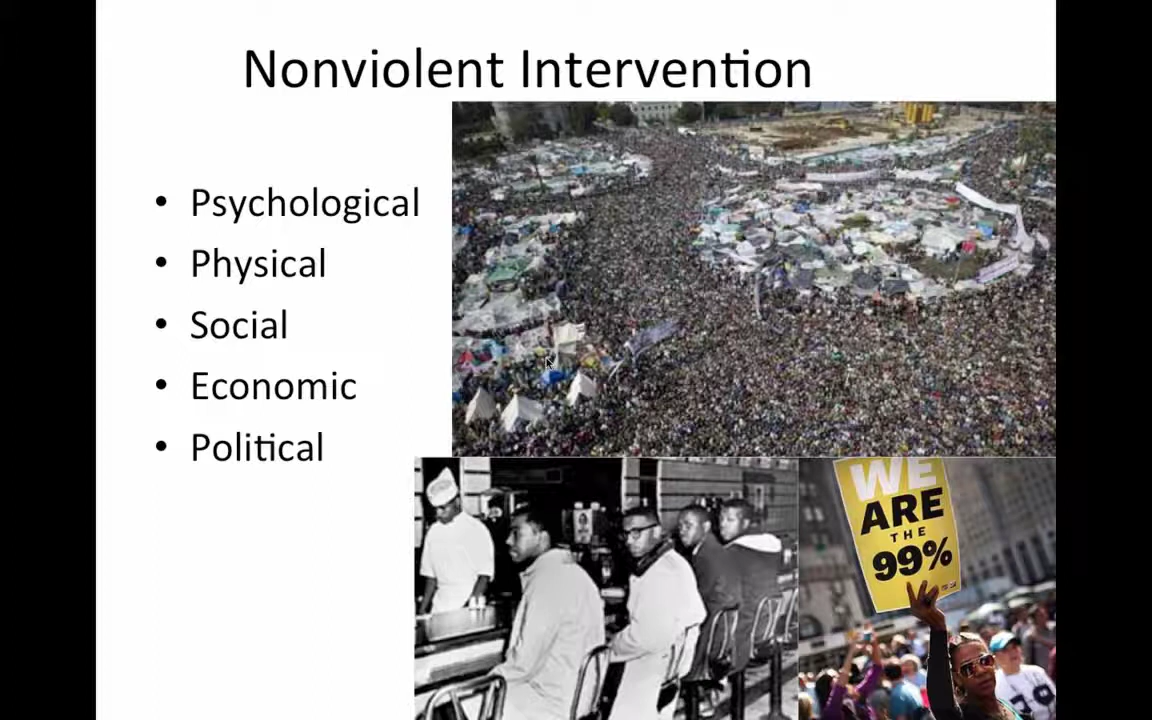 Nonviolent Intervention
• Psychological
• Physical
• Social
• Economic
• Political
WE
ARE
THE
99%